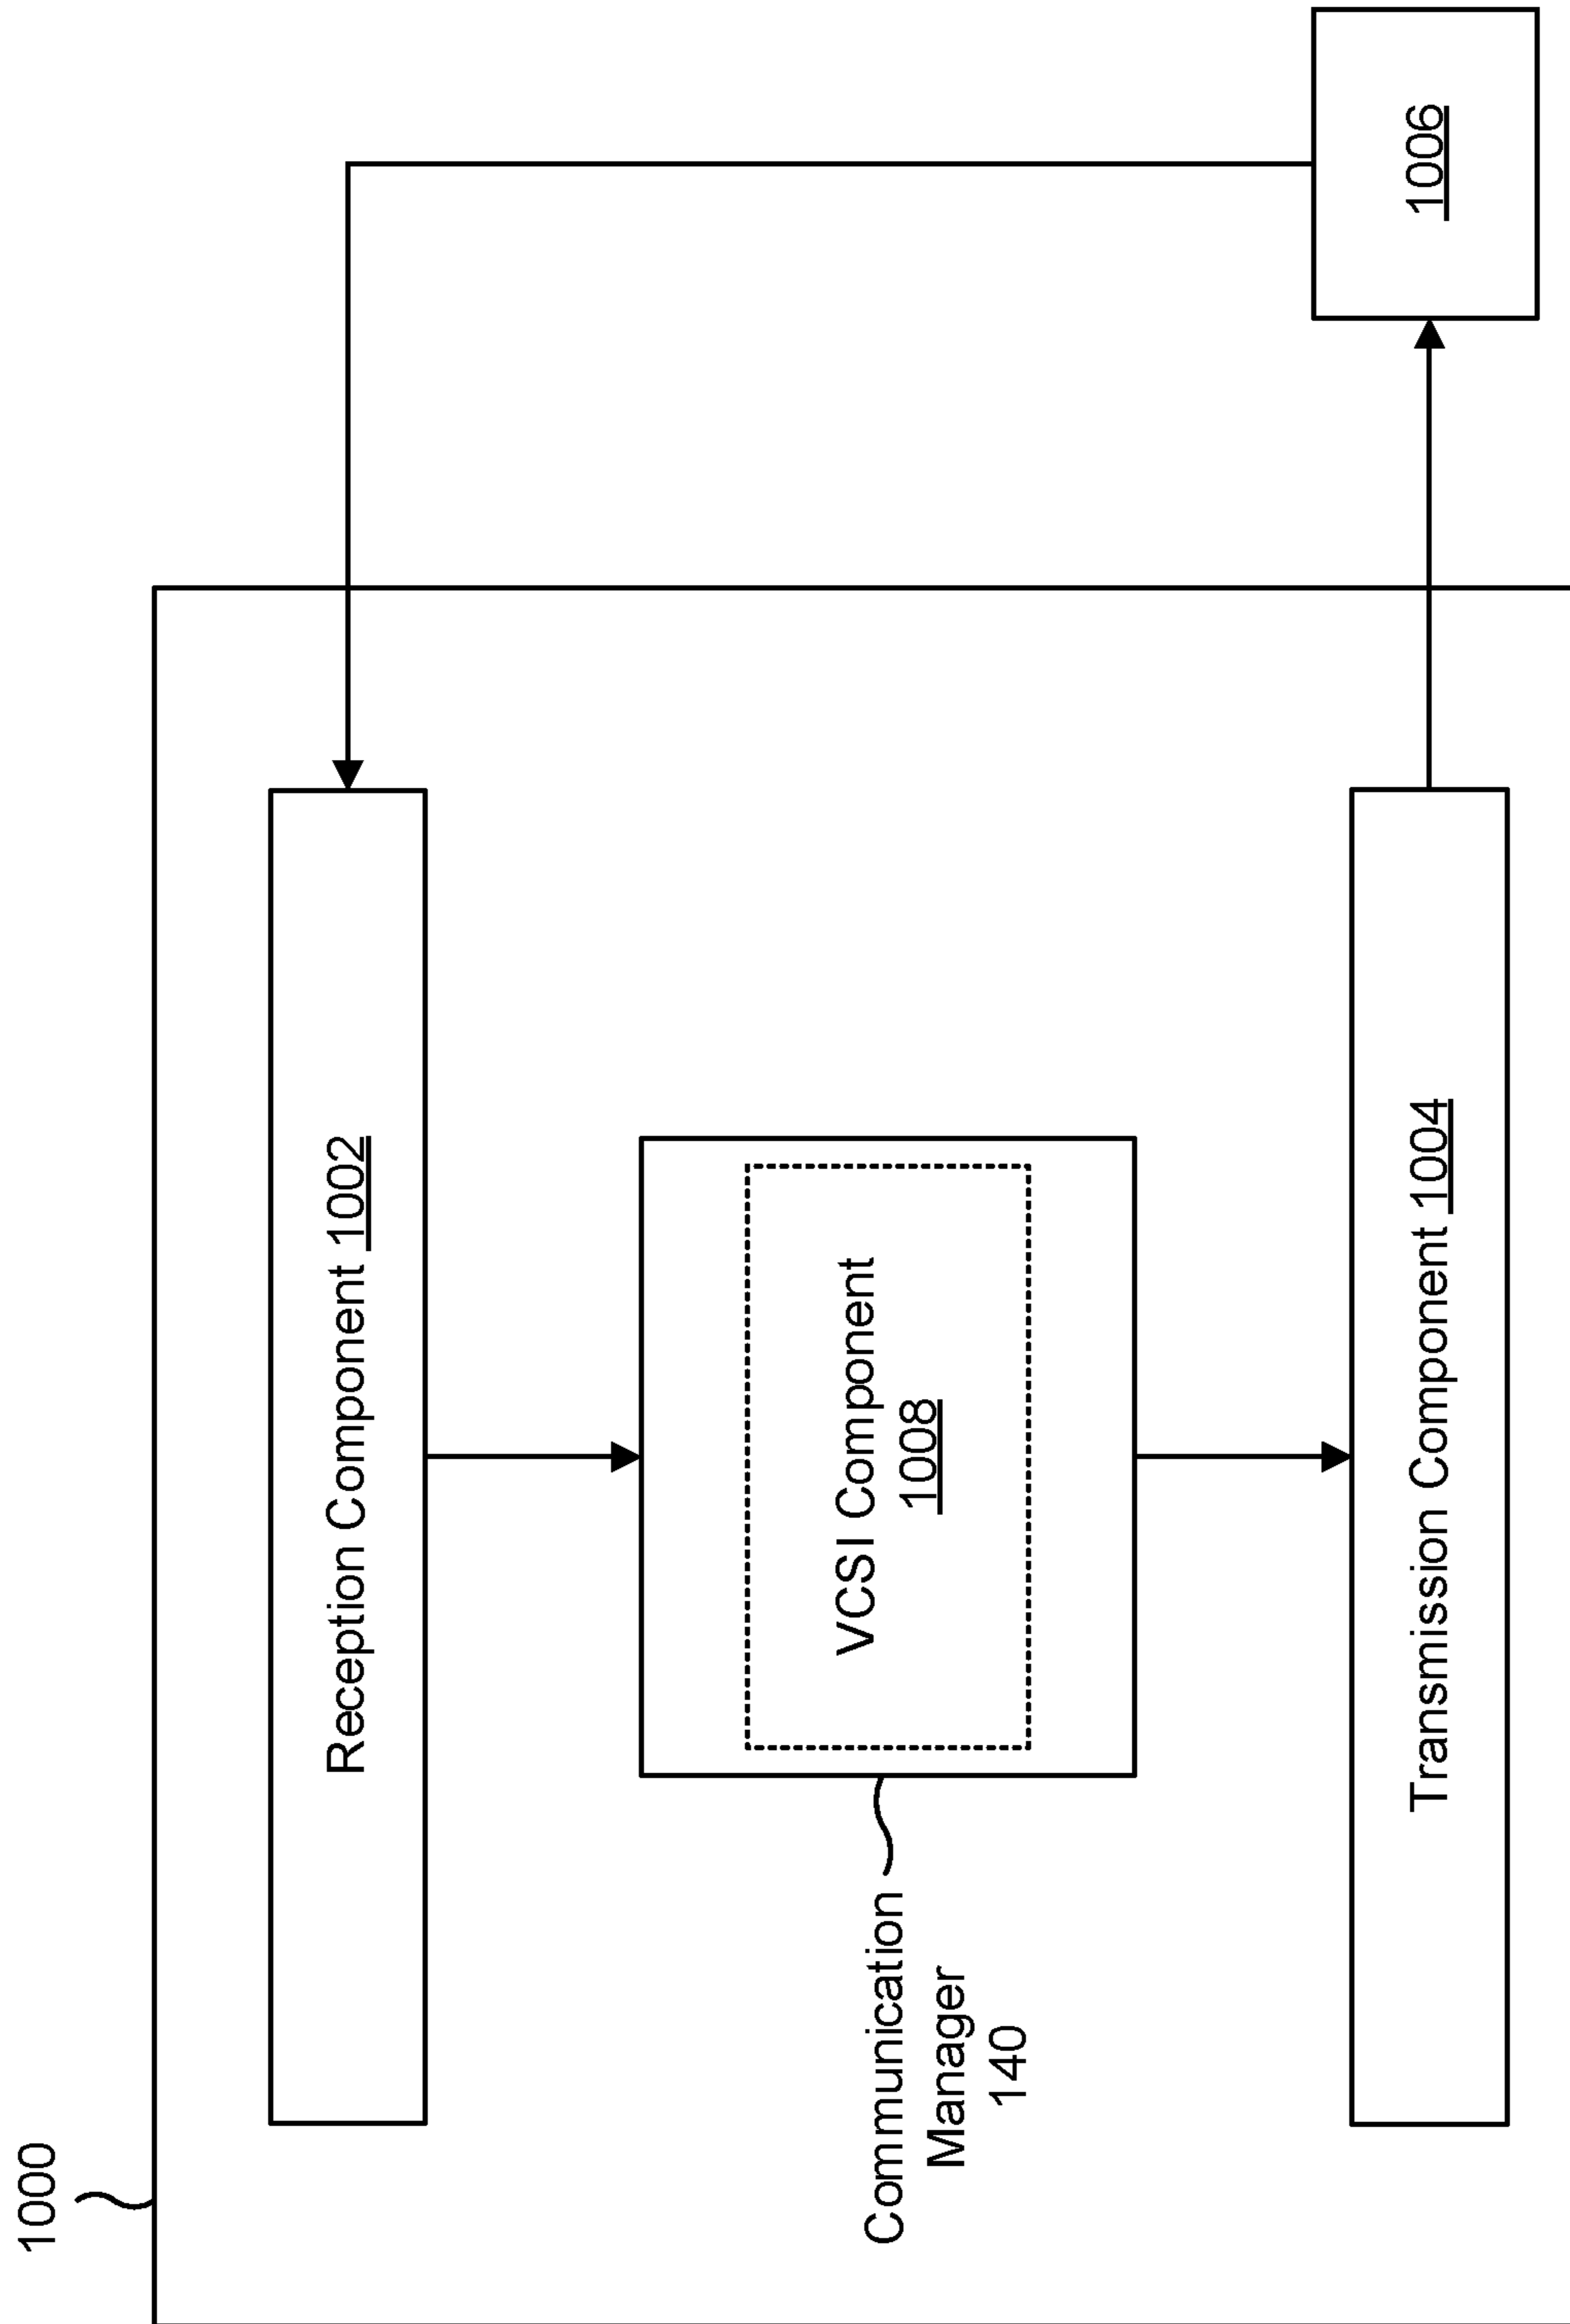 1000
Reception Component 1002
VCSI Component
1008
Communication
Manager
140
Transmission Component 1004
1006